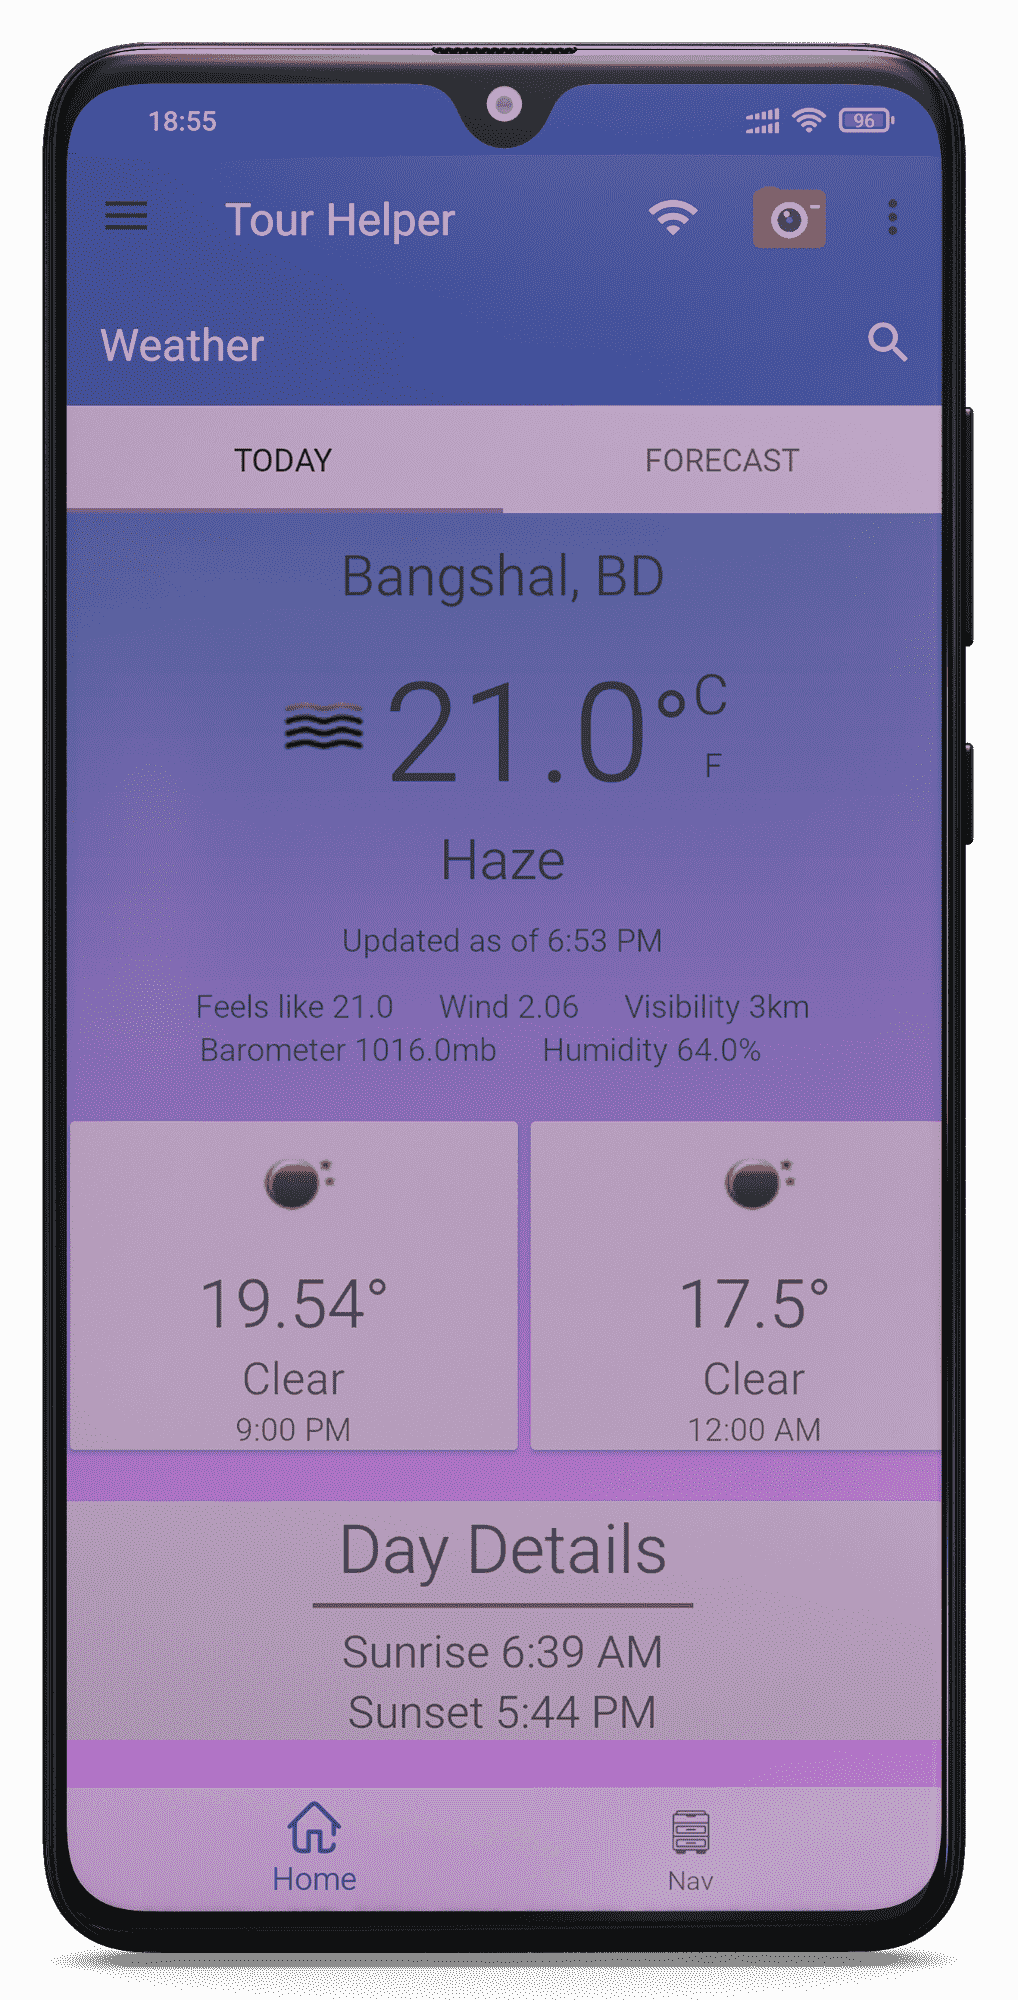 18:55 96
Tour Helper
Weather
TODAY FORECAST
Bangshal, BD
21.0°C
F
Haze
Updated as of 6:53 PM
Feels like 21.0 Wind 2.06 Visibility 3km
Barometer 1016.0mb Humidity 64.0%
19.54° 17.5°
Clear Clear
9:00 PM 12:00 AM
Day Details
Sunrise 6:39 AM
Sunset 5:44 PM
Home Nav